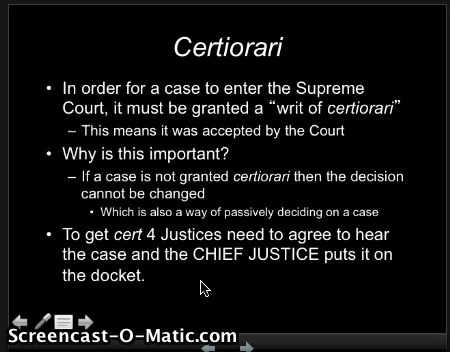 Certiorari
• In order for a case to enter the Supreme
Court, it must be granted a “writ of certiorari”
– This means it was accepted by the Court
• Why is this important?
– If a case is not granted certiorari then the decision
cannot be changed
• Which is also a way of passively deciding on a case
• To get cert 4 Justices need to agree to hear
the case and the CHIEF JUSTICE puts it on
the docket.
Screencast-O-Matic.com